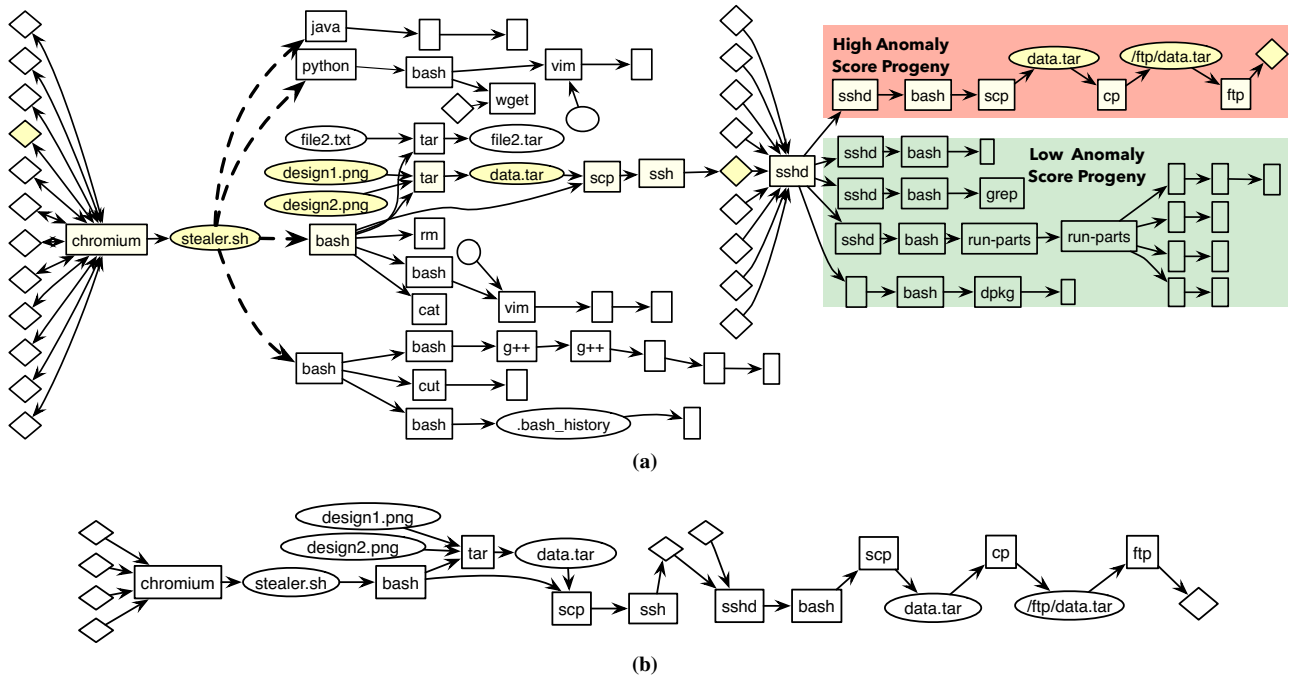 java
python
bash
vim
wget
file2.txt
tar
file2.tar
design1.png
design2.png
tar
data.tar
scp
ssh
chromium
stealer.sh
bash
rm
bash
cat
vim
bash
bash
g++
g++
cut
bash
.bash_history
sshd
High Anomaly
Score Progeny
sshd
bash
scp
data.tar
cp
/ftp/data.tar
ftp
Low Anomaly
Score Progeny
sshd
bash
sshd
bash
grep
sshd
bash
run-parts
run-parts
bash
dpkg
(a)
design1.png
design2.png
tar
data.tar
chromium
stealer.sh
bash
scp
ssh
sshd
bash
scp
data.tar
cp
/ftp/data.tar
ftp
(b)